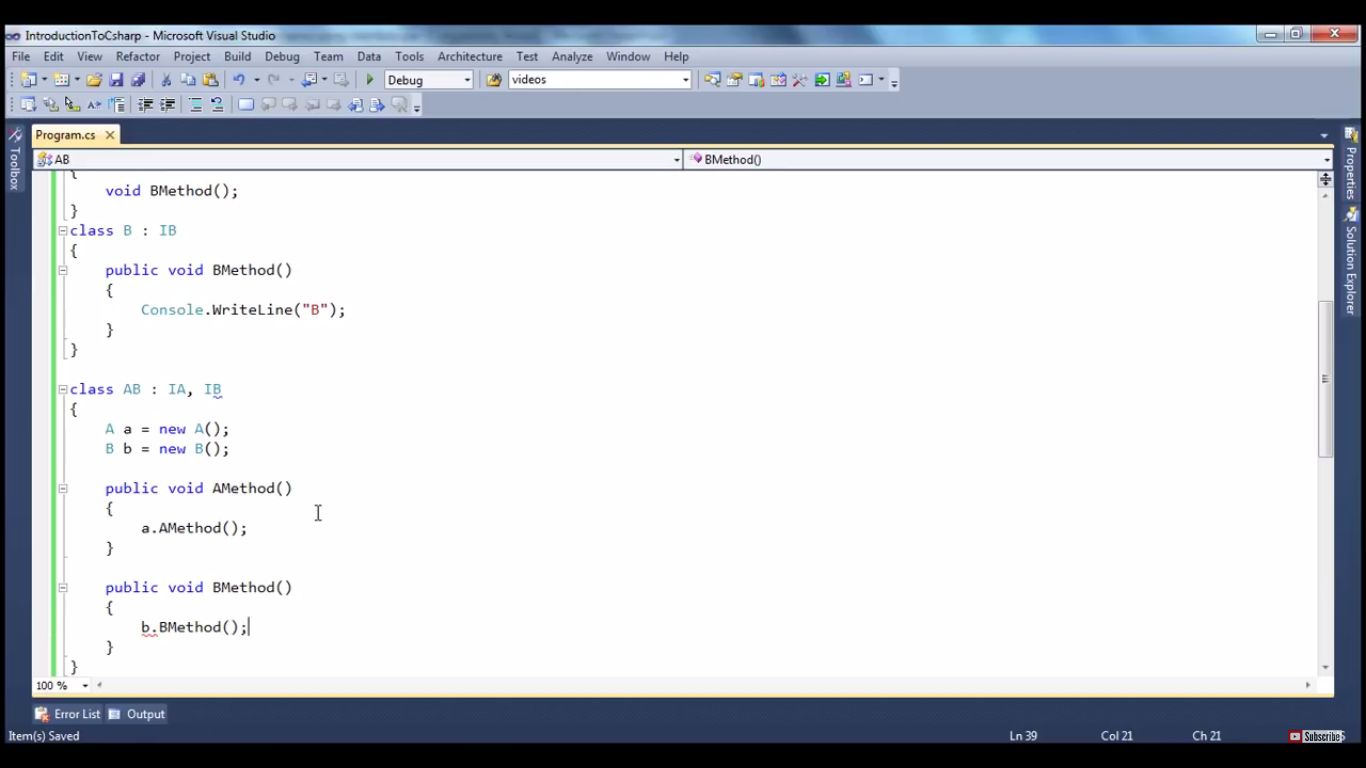 IntroductionToCsharp - Microsoft Visual Studio
File Edit View Refactor Project Build Debug Team Data Tools Architecture Test Analyze Window Help
Debug videos
Program.cs
AB BMethod()
Toolbox
Properties
Solution Explorer
{
void BMethod();
}
class B : IB
{
public void BMethod()
{
Console.WriteLine("B");
}
}
class AB : IA, IB
{
A a = new A();
B b = new B();
public void AMethod()
{
a.AMethod();
}
public void BMethod()
{
b.BMethod();
}
}
100 %
Error List Output
Item(s) Saved Ln 39 Col 21 Ch 21 Subscribe